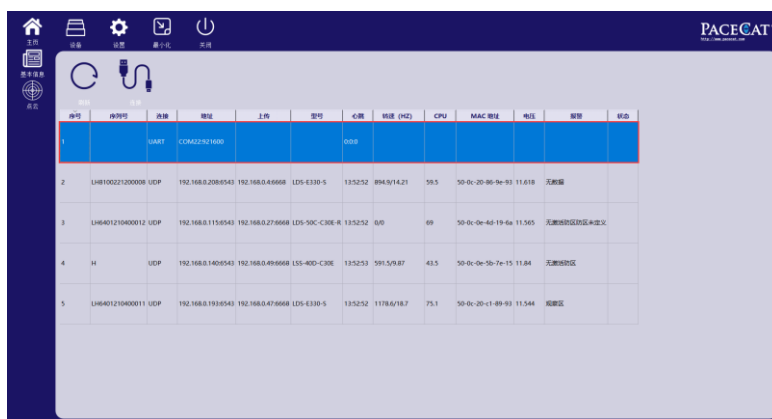 主页 设备 设置 最小化 关闭 PACECAT
基本信息
点云
序号 序列号 连接 地址 上传 型号 心跳 转速 (HZ) CPU MAC 地址 电压 报警 状态
1 UART COM22:921600 0:0:0
2 LH8100221200008 UDP 192.168.0.208:6543 192.168.0.4:6668 LDS-E330-S 13:52:52 894.9/14.21 59.5 50-0c-20-86-9e-93 11.618 无数据
3 LH6401210400012 UDP 192.168.0.115:6543 192.168.0.27:6668 LDS-50C-C30E-R 13:52:52 0/0 69 50-0c-0e-4d-19-6a 11.565 无激活防区防区未定义
4 H UDP 192.168.0.140:6543 192.168.0.49:6668 LSS-40D-C30E 13:52:53 591.5/9.87 43.5 50-0c-0e-5b-7e-15 11.84 无激活防区
5 LH6401210400011 UDP 192.168.0.193:6543 192.168.0.47:6668 LDS-E330-S 13:52:52 1178.6/18.7 75.1 50-0c-20-c1-89-93 11.544 观察区